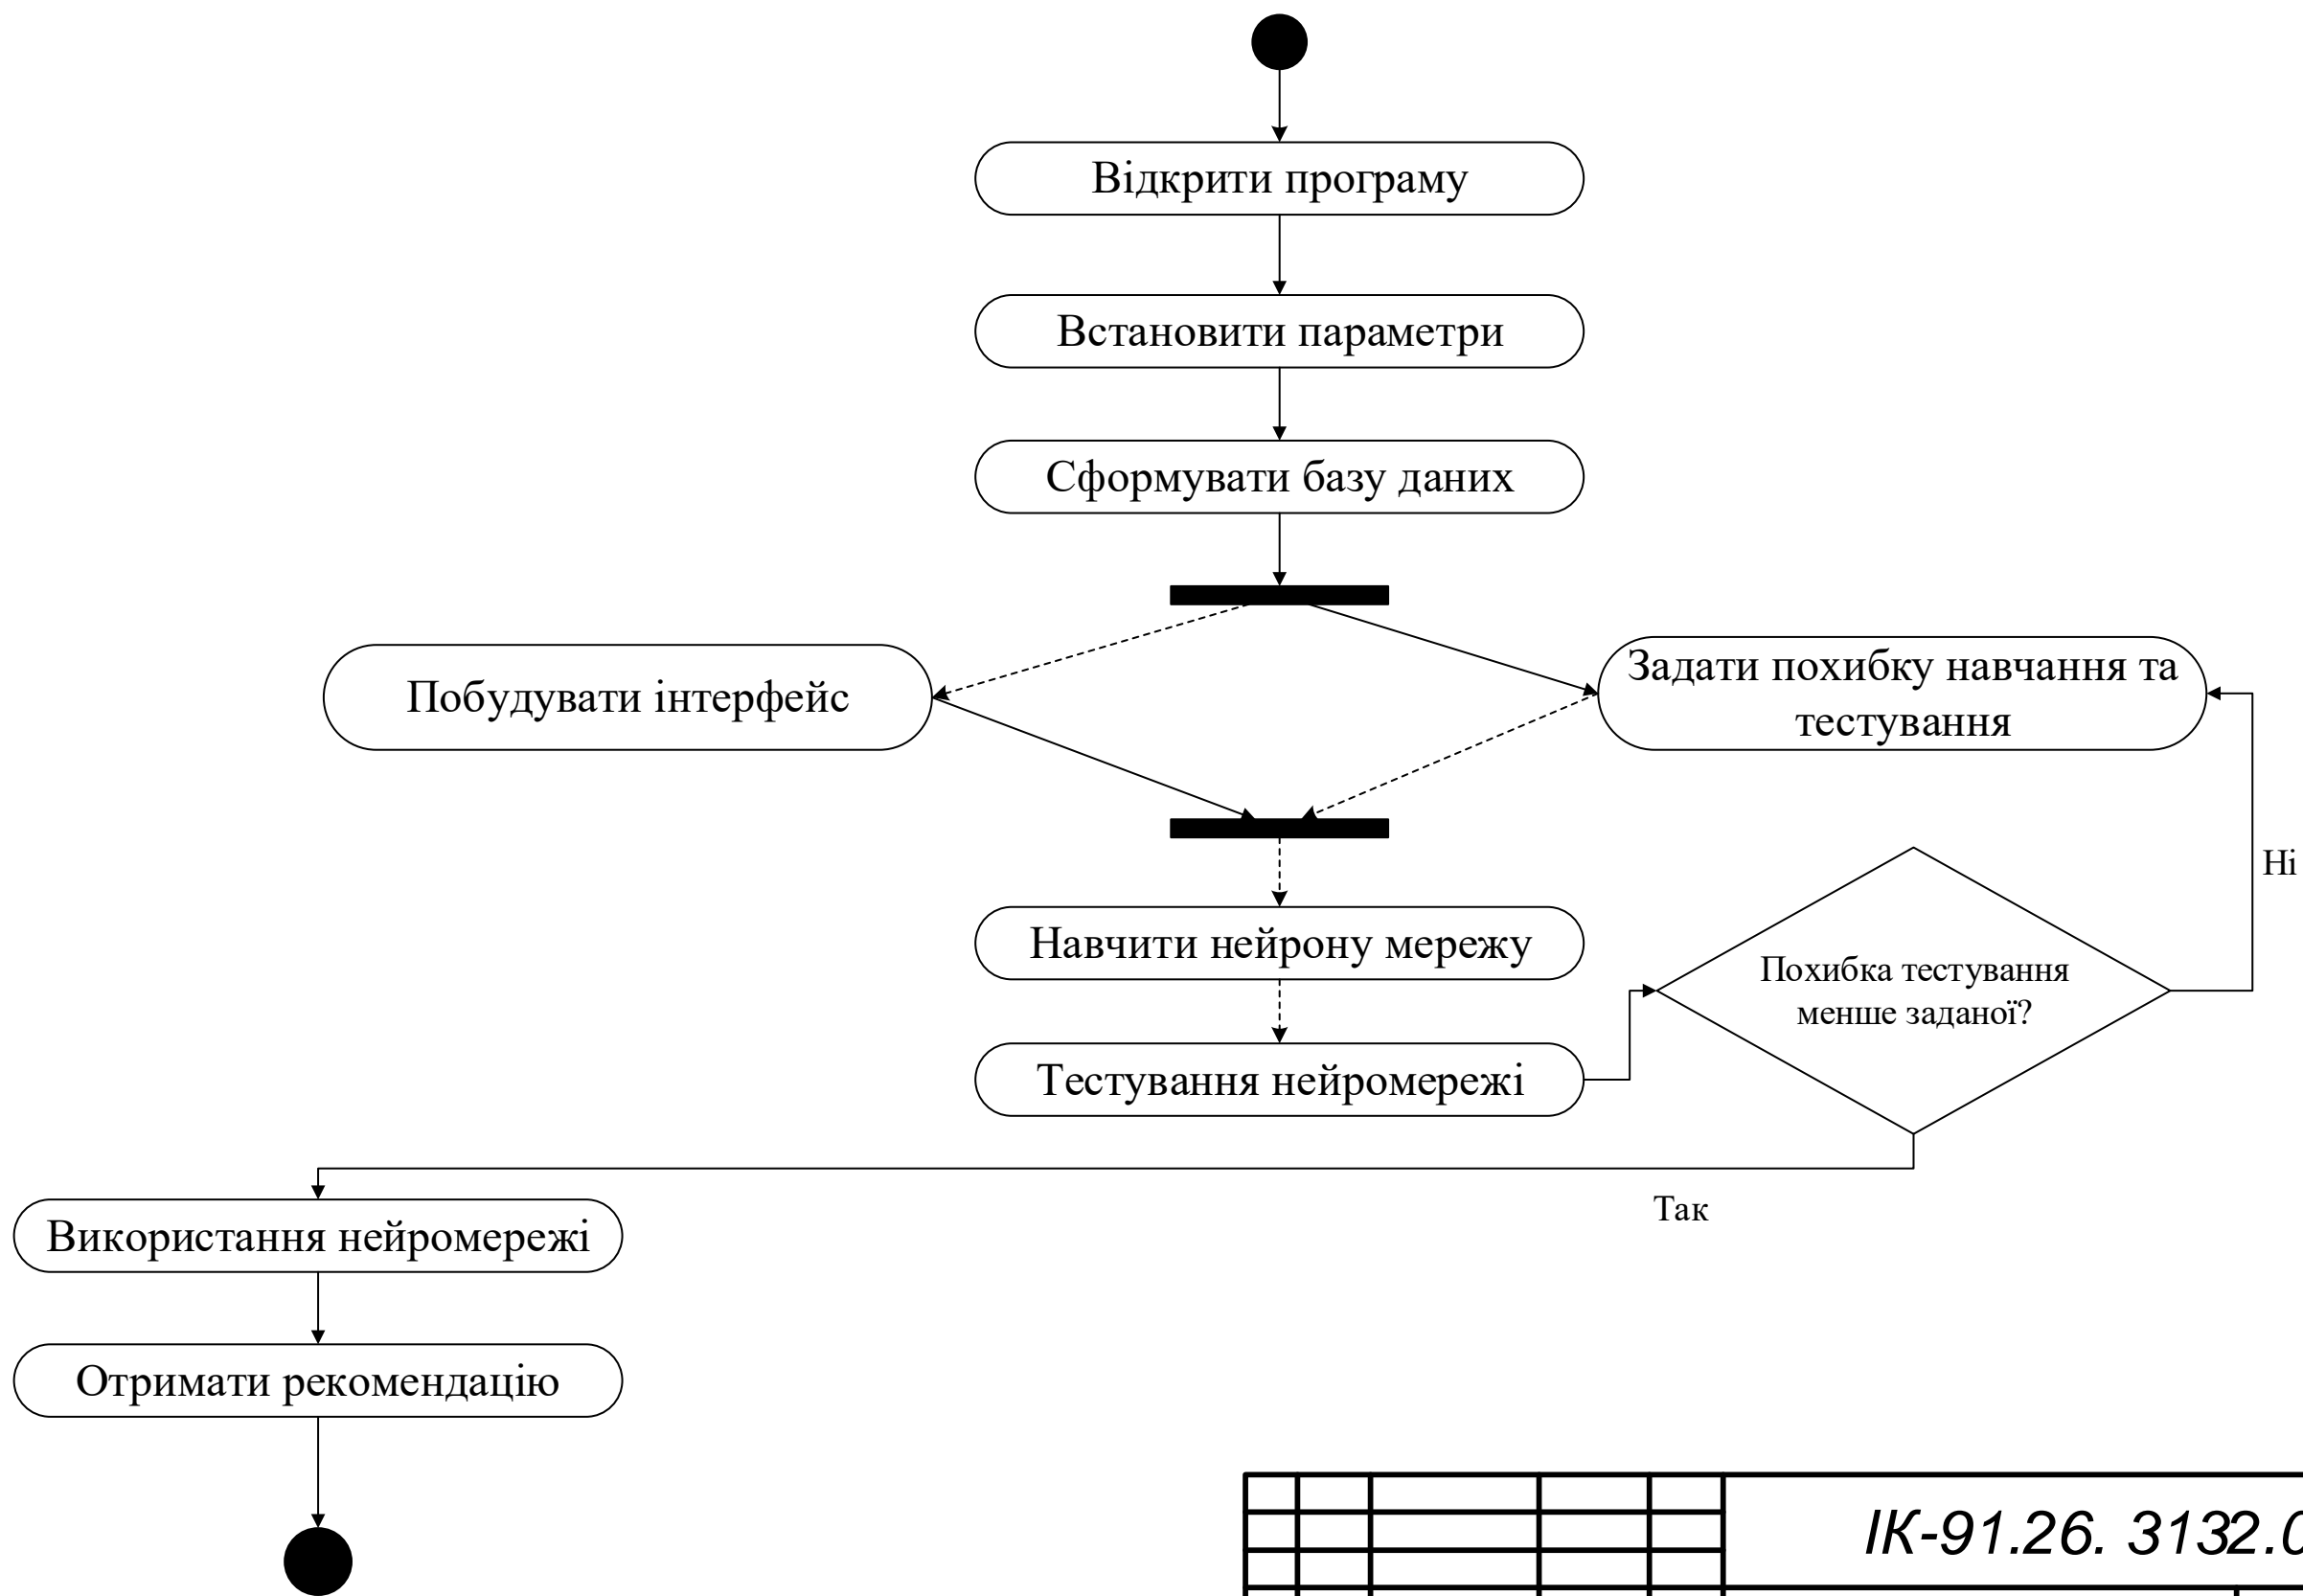 Відкрити програму
Встановити параметри
Сформувати базу даних
Побудувати інтерфейс
Задати похибку навчання та
тестування
Ні
Навчити нейрону мережу
Похибка тестування
менше заданої?
Тестування нейромережі
Так
Використання нейромережі
Отримати рекомендацію
ІК-91.26. 3132.0